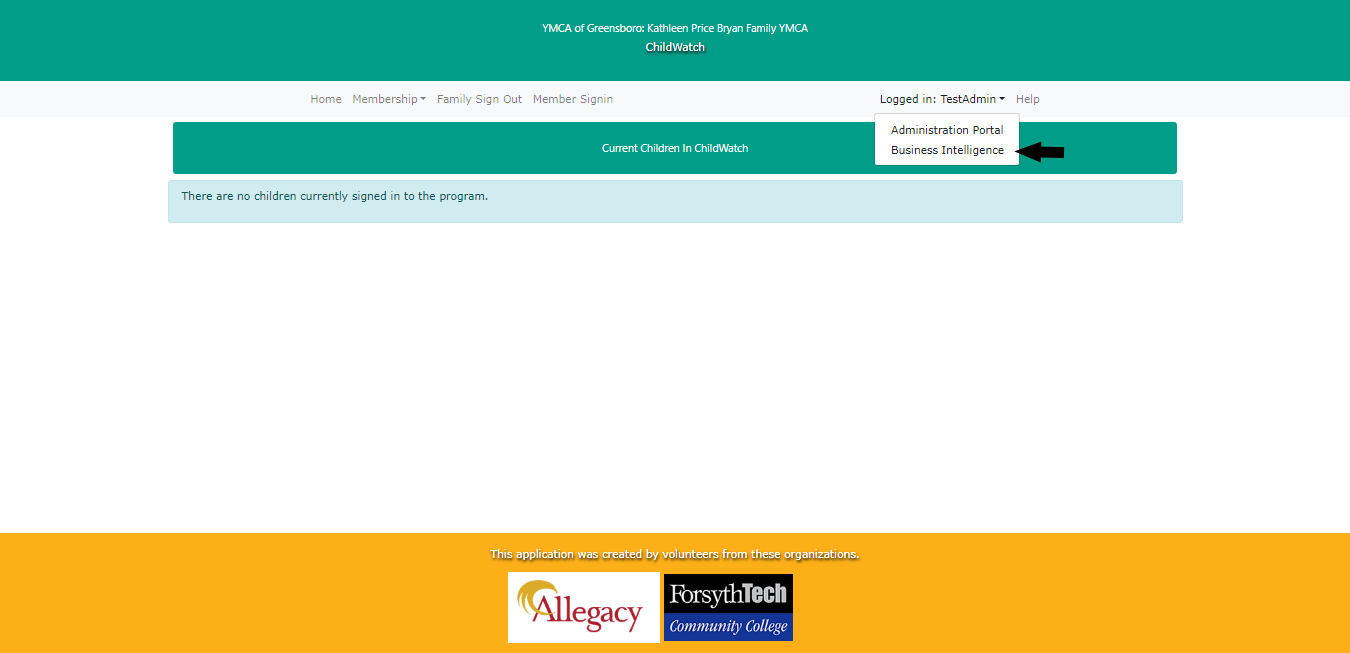 YMCA of Greensboro: Kathleen Price Bryan Family YMCA
ChildWatch
Home Membership Family Sign Out Member Signin Logged in: TestAdmin Help
Administration Portal
Business Intelligence
Current Children In ChildWatch
There are no children currently signed in to the program.
This application was created by volunteers from these organizations.
Allegacy
ForsythTech
Community College